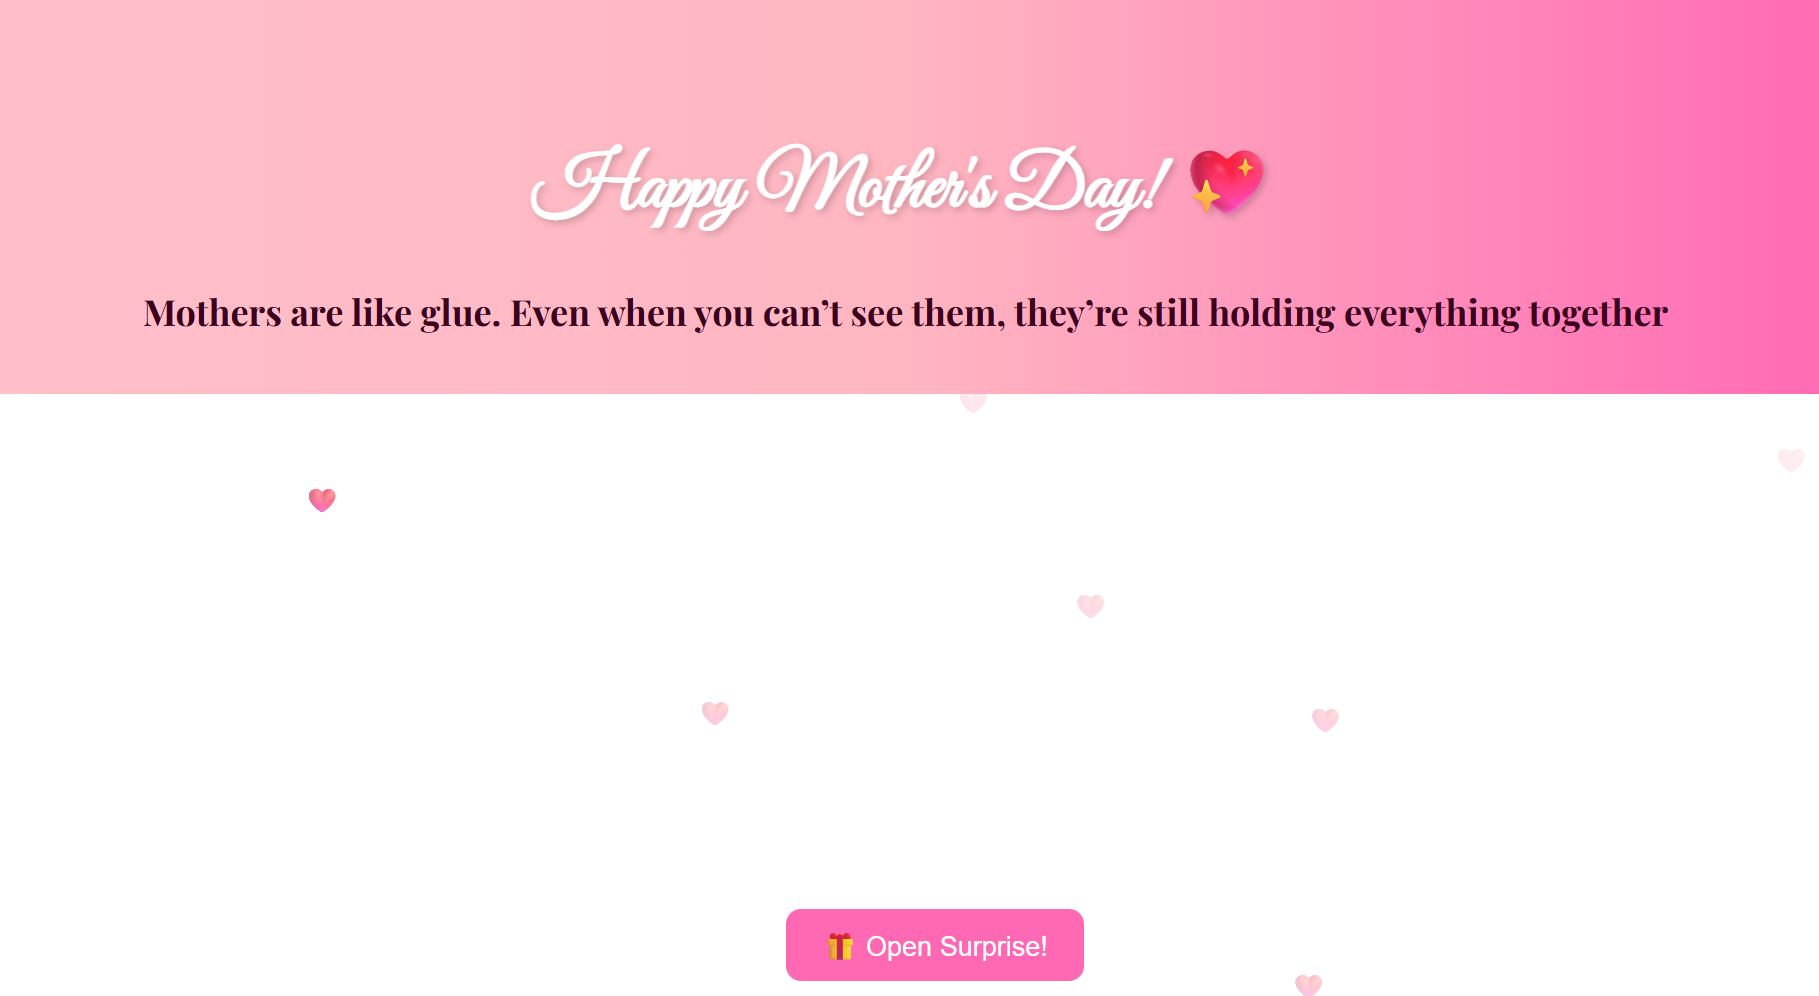 Happy Mother's Day! 💖
Mothers are like glue. Even when you can’t see them, they’re still holding everything together
🎁 Open Surprise!